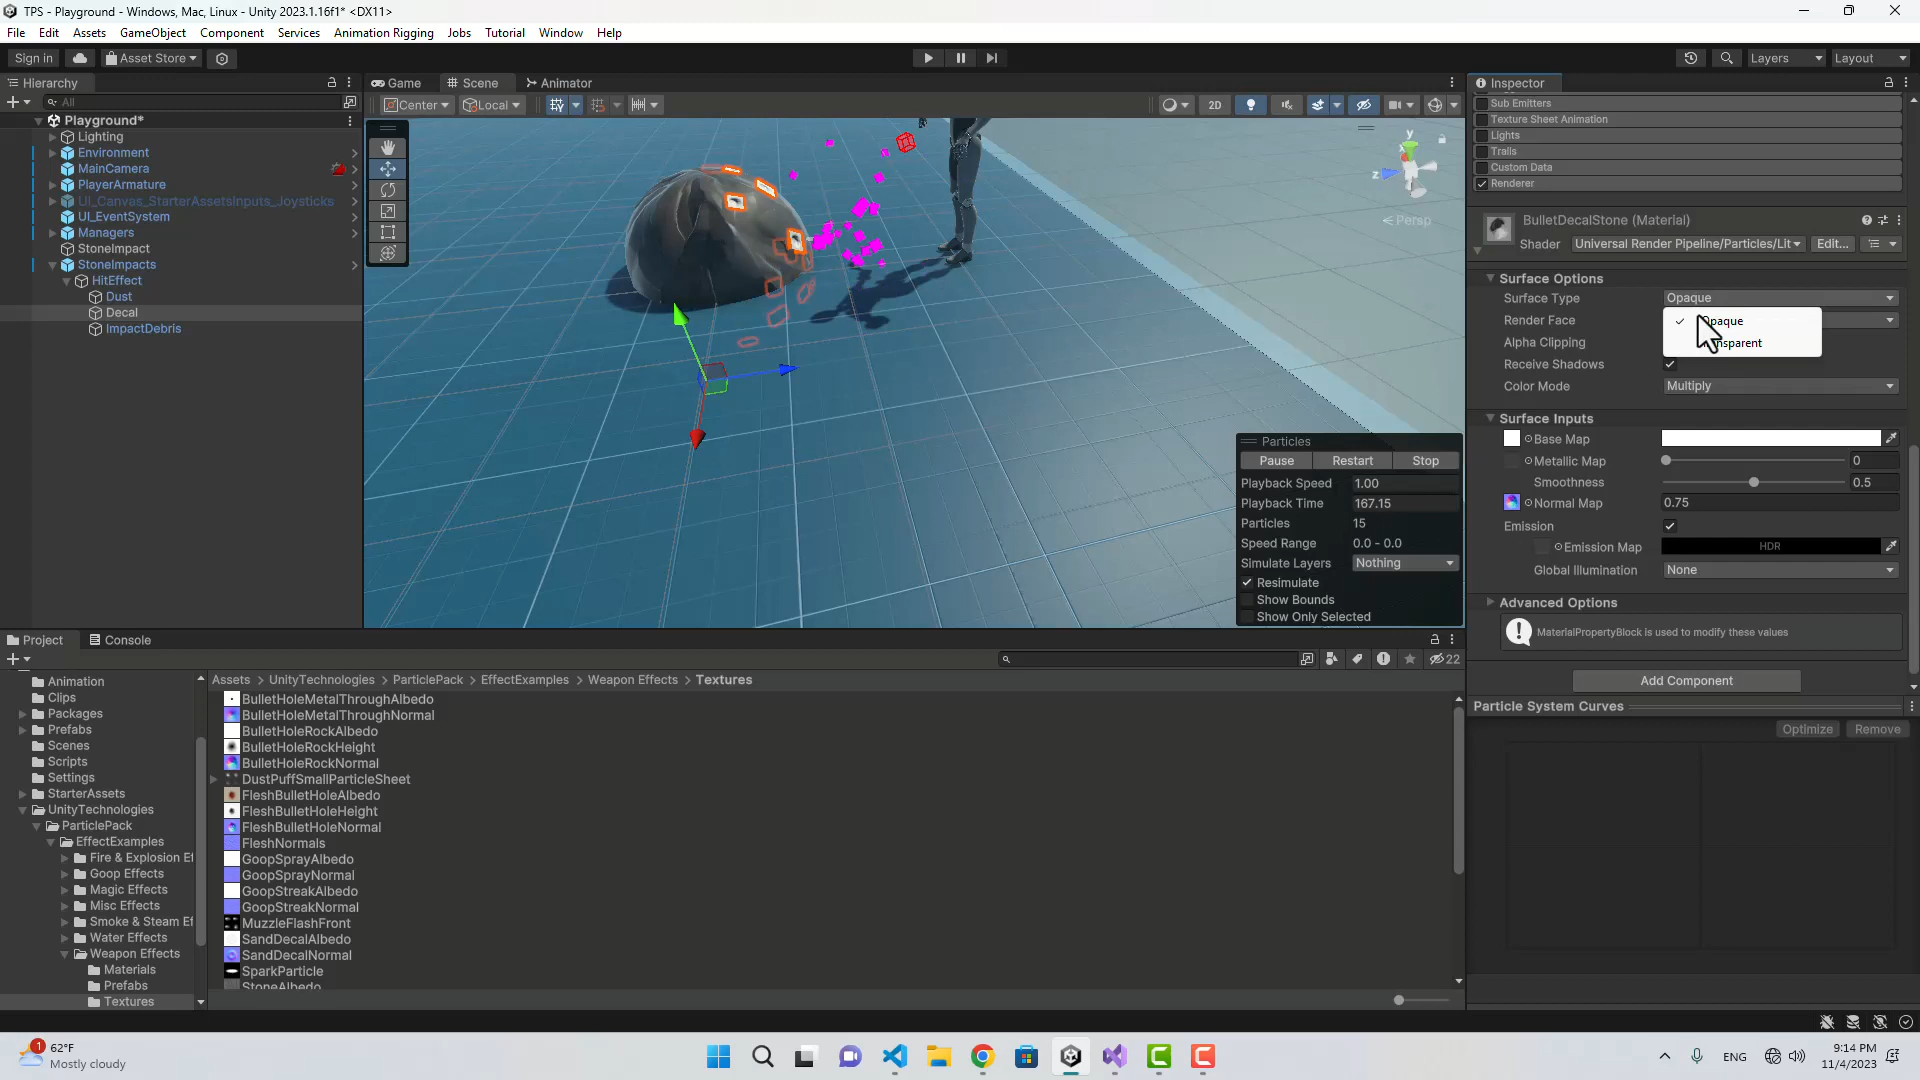 TPS - Playground - Windows, Mac, Linux - Unity 2023.1.16f1* <DX11>
File Edit Assets GameObject Component Services Animation Rigging Jobs Tutorial Window Help
Sign in Asset Store Layers Layout
Hierarchy
All
Playground*
Lighting
Environment
MainCamera
PlayerArmature
UI_Canvas_StarterAssetsInputs_Joysticks
UI_EventSystem
Managers
StoneImpact
StoneImpacts
HitEffect
Dust
Decal
ImpactDebris
Game Scene Animator
Center Local 2D
y
x
z
Persp
Particles
Pause Restart Stop
Playback Speed 1.00
Playback Time 167.15
Particles 15
Speed Range 0.0 - 0.0
Simulate Layers Nothing
Resimulate
Show Bounds
Show Only Selected
Inspector
Sub Emitters
Texture Sheet Animation
Lights
Trails
Custom Data
Renderer
BulletDecalStone (Material)
Shader Universal Render Pipeline/Particles/Lit Edit...
Surface Options
Surface Type Opaque
Render Face
Alpha Clipping
Receive Shadows
Color Mode Multiply
Surface Inputs
Base Map
Metallic Map 0
Smoothness 0.5
Normal Map 0.75
Emission
Emission Map HDR
Global Illumination None
Advanced Options
MaterialPropertyBlock is used to modify these values
Add Component
Particle System Curves
Optimize Remove
Project Console
22
Animation
Clips
Packages
Prefabs
Scenes
Scripts
Settings
StarterAssets
UnityTechnologies
ParticlePack
EffectExamples
Fire & Explosion Ef
Goop Effects
Magic Effects
Misc Effects
Smoke & Steam Ef
Water Effects
Weapon Effects
Materials
Prefabs
Textures
Assets > UnityTechnologies > ParticlePack > EffectExamples > Weapon Effects > Textures
BulletHoleMetalThroughAlbedo
BulletHoleMetalThroughNormal
BulletHoleRockAlbedo
BulletHoleRockHeight
BulletHoleRockNormal
DustPuffSmallParticleSheet
FleshBulletHoleAlbedo
FleshBulletHoleHeight
FleshBulletHoleNormal
FleshNormals
GoopSprayAlbedo
GoopSprayNormal
GoopStreakAlbedo
GoopStreakNormal
MuzzleFlashFront
SandDecalAlbedo
SandDecalNormal
SparkParticle
StoneAlbedo
1
62°F
Mostly cloudy
ENG
9:14 PM
11/4/2023